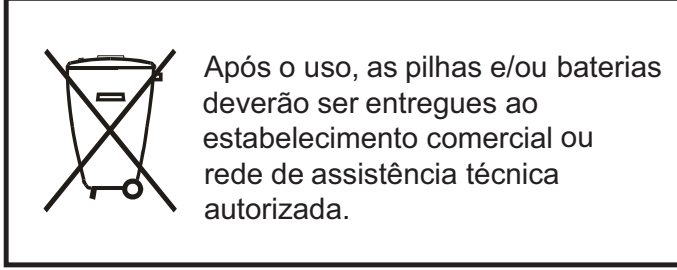 Após o uso, as pilhas e/ou baterias
deverão ser entregues ao
estabelecimento comercial ou
rede de assistência técnica
autorizada.